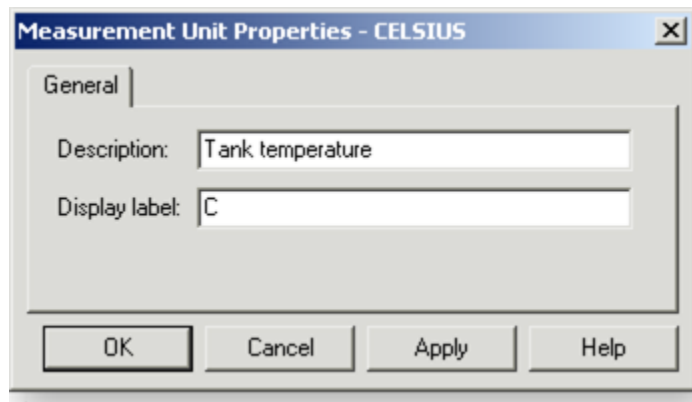 Measurement Unit Properties - CELSIUS
General
Description: Tank temperature
Display label: C
OK Cancel Apply Help